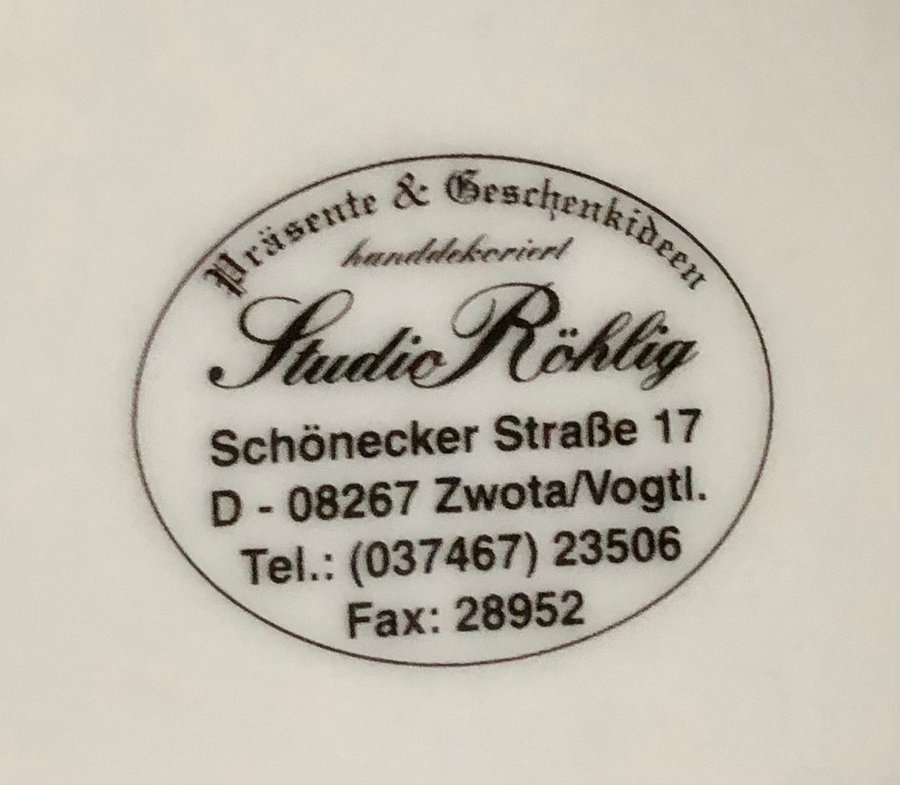 Präsente & Geschenkideen
handdekoriert
Studio Röhlig
Schönecker Straße 17
D - 08267 Zwota/Vogtl.
Tel.: (037467) 23506
Fax: 28952